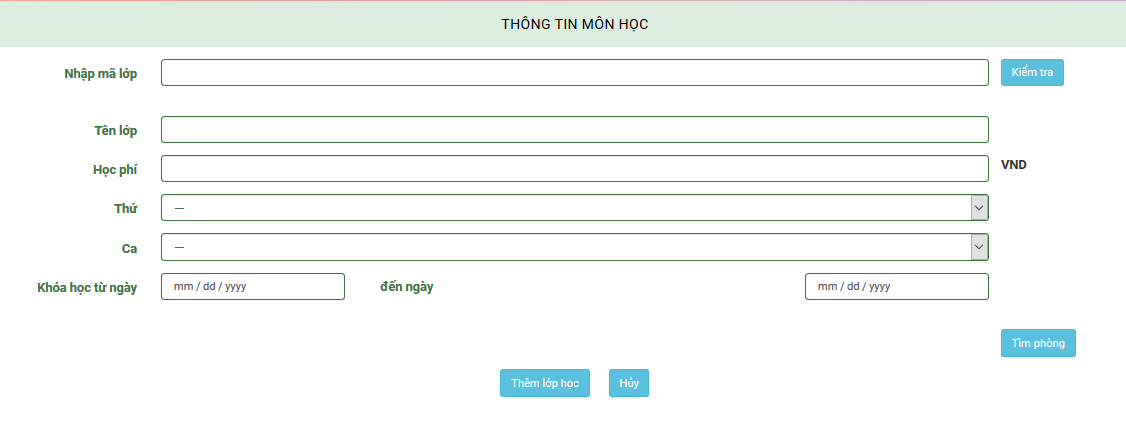 THÔNG TIN MÔN HỌC
Nhập mã lớp Kiểm tra
Tên lớp
Học phí VND
Thứ ---
Ca ---
Khóa học từ ngày mm / dd / yyyy đến ngày mm / dd / yyyy
Tìm phòng
Thêm lớp học Hủy